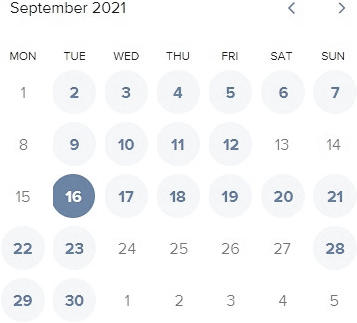 September 2021
MON TUE WED THU FRI SAT SUN
1 2 3 4 5 6 7
8 9 10 11 12 13 14
15 16 17 18 19 20 21
22 23 24 25 26 27 28
29 30 1 2 3 4 5